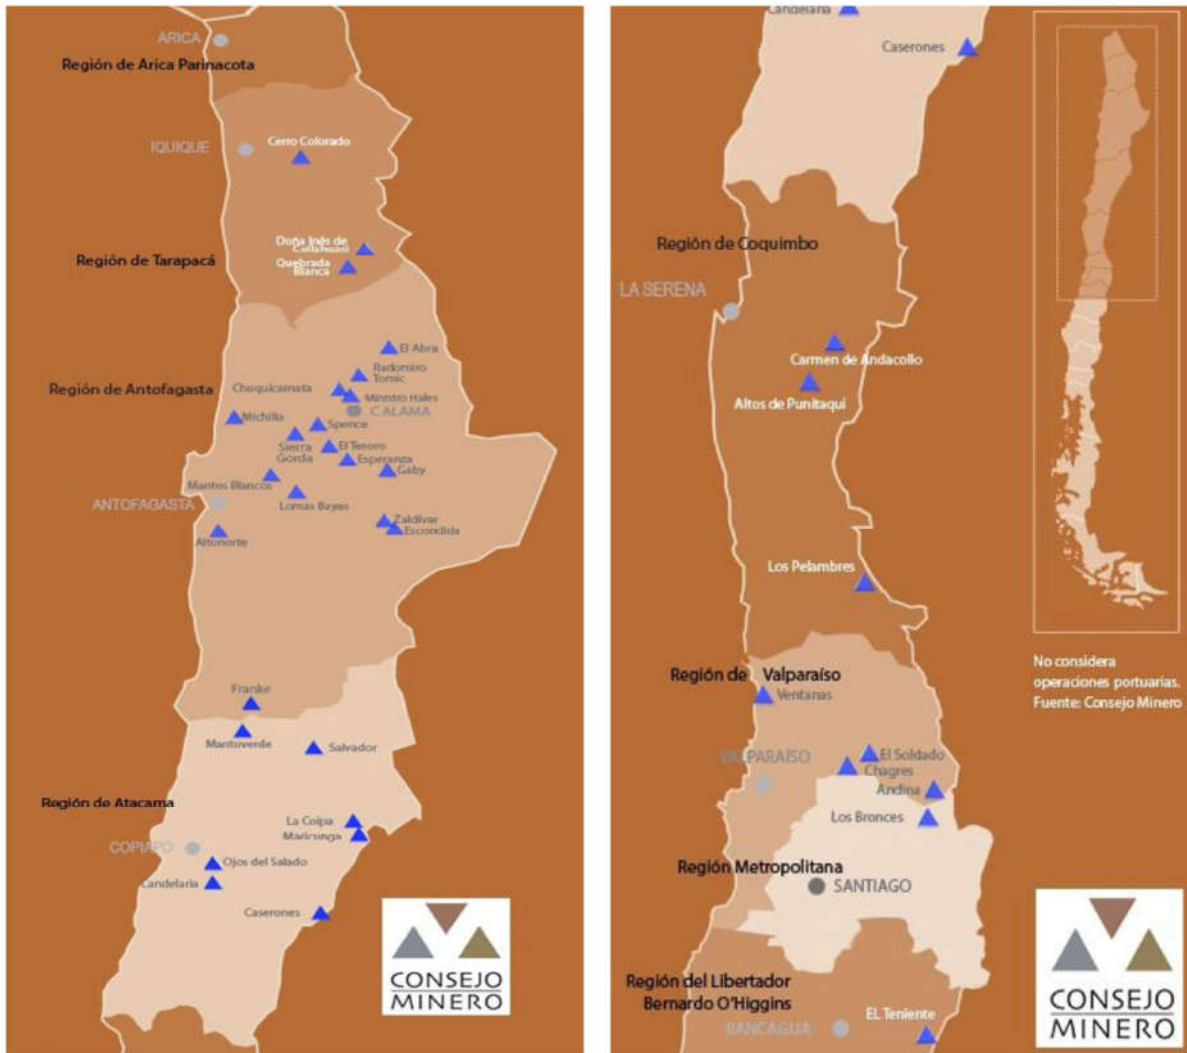 ARICA
Región de Arica Parinacota
IQUIQUE
Cerro Colorado
Doña Inés de
Collahuasi
Región de Tarapacá
Quebrada
Blanca
El Abra
Radomiro
Tomic
Región de Antofagasta
Chuquicamata
Ministro Hales
CALAMA
Michilla
Spence
Sierra
Gorda
El Tesoro
Esperanza
Gaby
Mantos Blancos
Lomas Bayas
ANTOFAGASTA
Zaldívar
Escondida
Altonorte
Franke
Mantoverde
Salvador
Región de Atacama
La Coipa
Maricunga
COPIAPO
Ojos del Salado
Candelaria
Caserones
CONSEJO
MINERO
Candelaria
Caserones
Región de Coquimbo
LA SERENA
Carmen de Andacollo
Altos de Punitaqui
Los Pelambres
Región de Valparaíso
Ventanas
VALPARAÍSO
El Soldado
Chagres
Andina
Los Bronces
Región Metropolitana
SANTIAGO
Región del Libertador
Bernardo O'Higgins
RANCAGUA
EL Teniente
No considera
operaciones portuarias.
Fuente: Consejo Minero
CONSEJO
MINERO